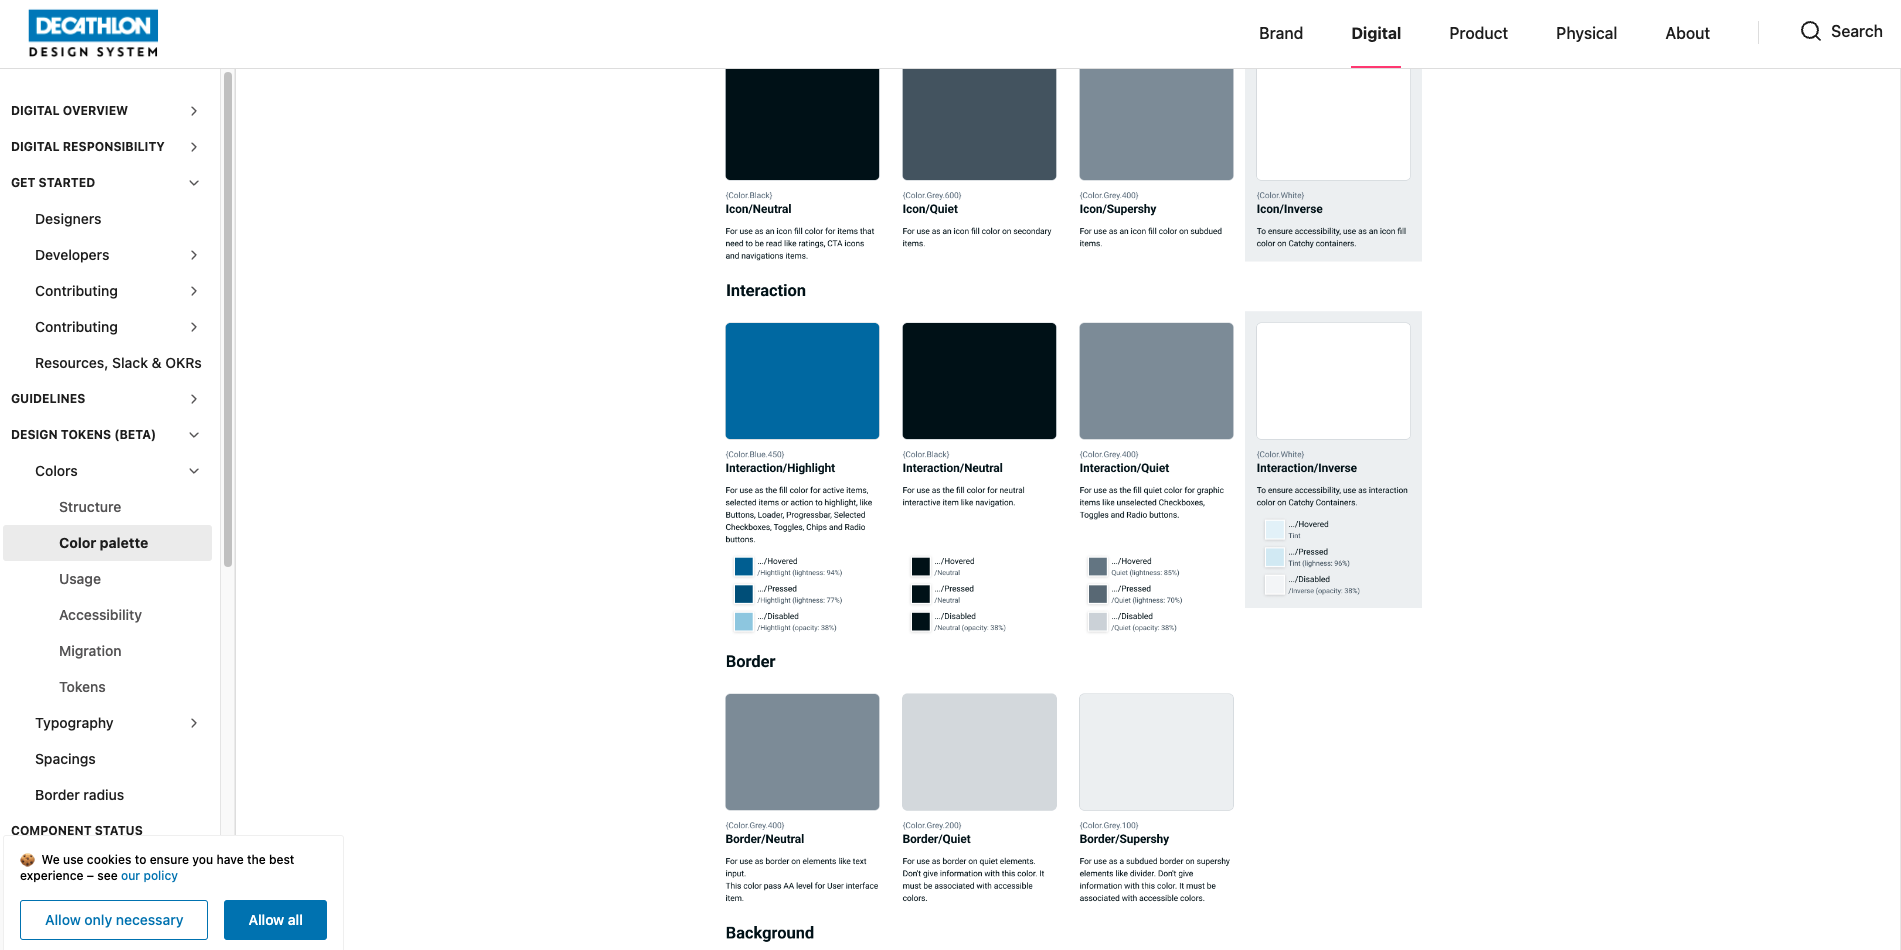 DECATHLON
DESIGN SYSTEM
Brand
Digital
Product
Physical
About
Search
DIGITAL OVERVIEW
DIGITAL RESPONSIBILITY
GET STARTED
Designers
Developers
Contributing
Contributing
Resources, Slack & OKRs
GUIDELINES
DESIGN TOKENS (BETA)
Colors
Structure
Color palette
Usage
Accessibility
Migration
Tokens
Typography
Spacings
Border radius
COMPONENT STATUS
{Color.Black}
Icon/Neutral
For use as an icon fill color for items that
need to be read like ratings, CTA icons
and navigations items.
{Color.Grey.600}
Icon/Quiet
For use as an icon fill color on secondary
items.
{Color.Grey.400}
Icon/Supershy
For use as an icon fill color on subdued
items.
{Color.White}
Icon/Inverse
To ensure accessibility, use as an icon fill
color on Catchy containers.
Interaction
{Color.Blue.450}
Interaction/Highlight
For use as the fill color for active items,
selected items or action to highlight, like
Buttons, Loader, Progressbar, Selected
Checkboxes, Toggles, Chips and Radio
buttons.
.../Hovered
/Hightlight (lightness: 94%)
.../Pressed
/Hightlight (lightness: 77%)
.../Disabled
/Hightlight (opacity: 38%)
{Color.Black}
Interaction/Neutral
For use as the fill color for neutral
interactive item like navigation.
.../Hovered
/Neutral
.../Pressed
/Neutral
.../Disabled
/Neutral (opacity: 38%)
{Color.Grey.400}
Interaction/Quiet
For use as the fill quiet color for graphic
items like unselected Checkboxes,
Toggles and Radio buttons.
.../Hovered
Quiet (lightness: 85%)
.../Pressed
/Quiet (lightness: 70%)
.../Disabled
/Quiet (opacity: 38%)
{Color.White}
Interaction/Inverse
To ensure accessibility, use as interaction
color on Catchy Containers.
.../Hovered
Tint
.../Pressed
Tint (lighness: 96%)
.../Disabled
/Inverse (opacity: 38%)
Border
{Color.Grey.400}
Border/Neutral
For use as border on elements like text
input.
This color pass AA level for User interface
item.
{Color.Grey.200}
Border/Quiet
For use as border on quiet elements.
Don't give information with this color. It
must be associated with accessible
colors.
{Color.Grey.100}
Border/Supershy
For use as a subdued border on supershy
elements like divider. Don't give
information with this color. It must be
associated with accessible colors.
Background
We use cookies to ensure you have the best
experience – see our policy
Allow only necessary
Allow all